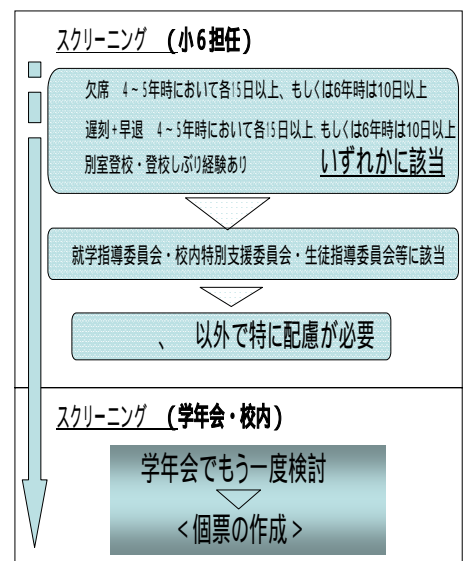 スクリーニング (小6担任)
欠席 4~5年時において各15日以上、もしくは6年時は10日以上
遅刻+早退 4~5年時において各15日以上、もしくは6年時は10日以上
別室登校・登校しぶり経験あり いずれかに該当
就学指導委員会・校内特別支援委員会・生徒指導委員会等に該当
、 以外で特に配慮が必要
スクリーニング (学年会・校内)
学年会でもう一度検討
<個票の作成>